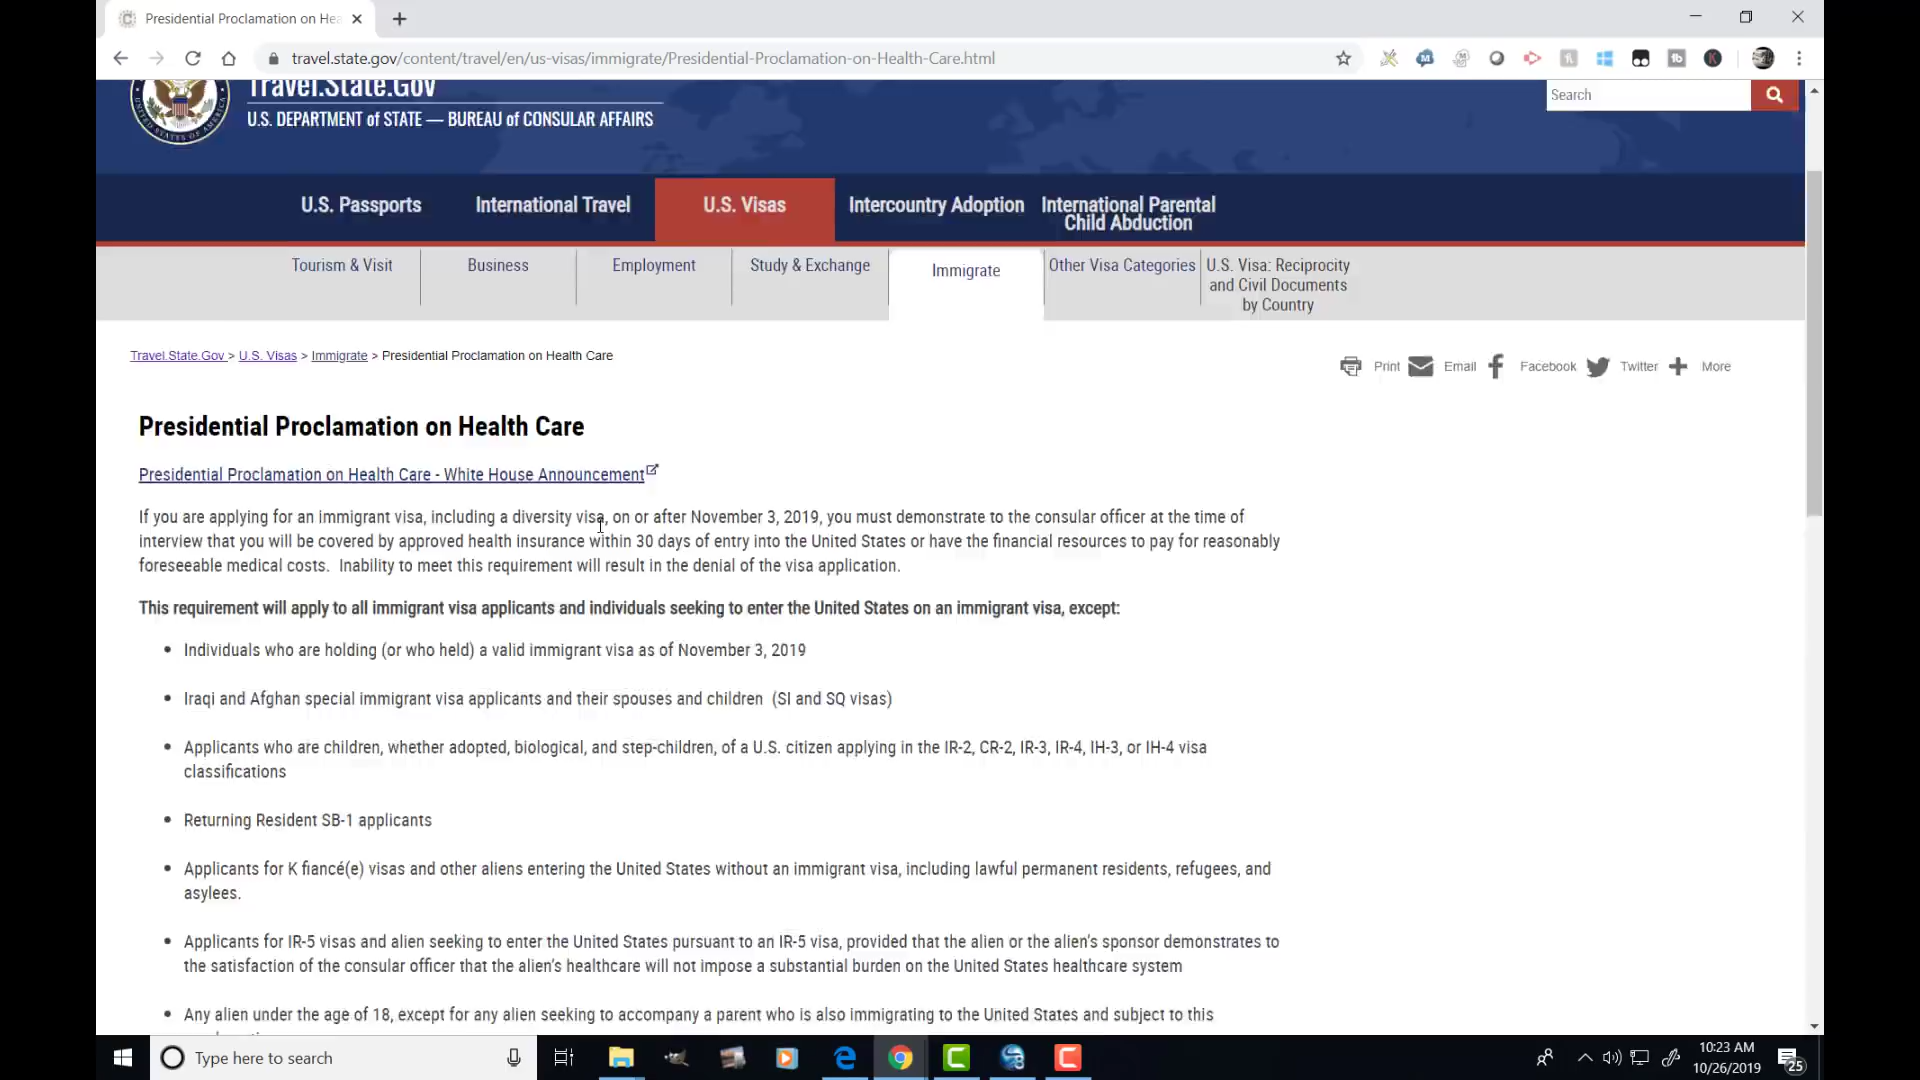 Presidential Proclamation on Hea
travel.state.gov/content/travel/en/us-visas/immigrate/Presidential-Proclamation-on-Health-Care.html
Travel.State.Gov
U.S. DEPARTMENT of STATE — BUREAU of CONSULAR AFFAIRS
Search
U.S. Passports
International Travel
U.S. Visas
Intercountry Adoption
International Parental
Child Abduction
Tourism & Visit
Business
Employment
Study & Exchange
Immigrate
Other Visa Categories
U.S. Visa: Reciprocity
and Civil Documents
by Country
Travel.State.Gov > U.S. Visas > Immigrate > Presidential Proclamation on Health Care
Print Email Facebook Twitter More
Presidential Proclamation on Health Care
Presidential Proclamation on Health Care - White House Announcement
If you are applying for an immigrant visa, including a diversity visa, on or after November 3, 2019, you must demonstrate to the consular officer at the time of
interview that you will be covered by approved health insurance within 30 days of entry into the United States or have the financial resources to pay for reasonably
foreseeable medical costs.  Inability to meet this requirement will result in the denial of the visa application.
This requirement will apply to all immigrant visa applicants and individuals seeking to enter the United States on an immigrant visa, except:
• Individuals who are holding (or who held) a valid immigrant visa as of November 3, 2019
• Iraqi and Afghan special immigrant visa applicants and their spouses and children  (SI and SQ visas)
• Applicants who are children, whether adopted, biological, and step-children, of a U.S. citizen applying in the IR-2, CR-2, IR-3, IR-4, IH-3, or IH-4 visa
classifications
• Returning Resident SB-1 applicants
• Applicants for K fiancé(e) visas and other aliens entering the United States without an immigrant visa, including lawful permanent residents, refugees, and
asylees.
• Applicants for IR-5 visas and alien seeking to enter the United States pursuant to an IR-5 visa, provided that the alien or the alien's sponsor demonstrates to
the satisfaction of the consular officer that the alien's healthcare will not impose a substantial burden on the United States healthcare system
• Any alien under the age of 18, except for any alien seeking to accompany a parent who is also immigrating to the United States and subject to this
Type here to search
10:23 AM
10/26/2019
25